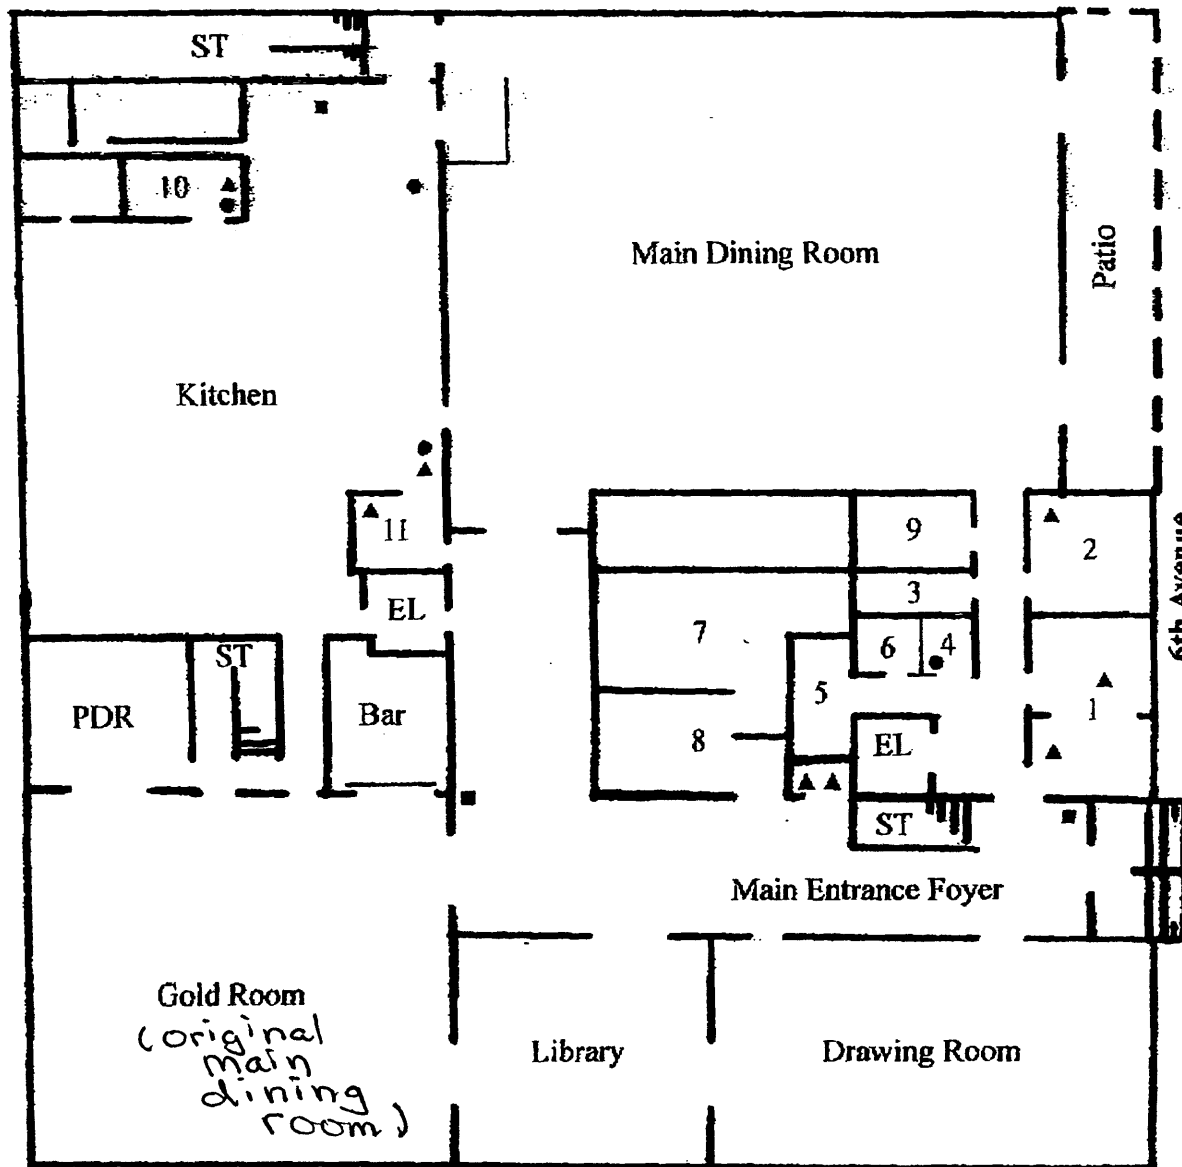 ST
10
Main Dining Room
Patio
Kitchen
11
9
2
EL
3
6th Avenue
7
6
4
ST
5
PDR
Bar
1
8
EL
ST
Main Entrance Foyer
Gold Room
(original
main
dining
room)
Library
Drawing Room